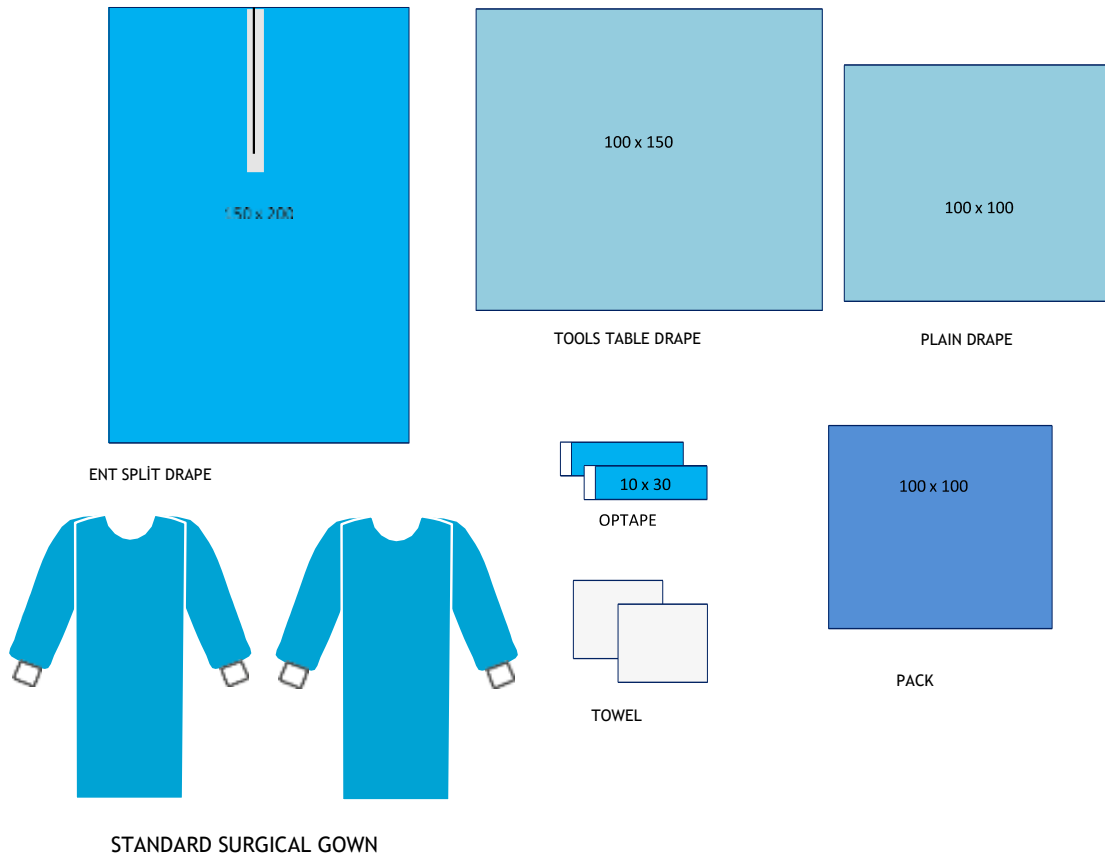 150 x 200
100 x 150
100 x 100
TOOLS TABLE DRAPE
PLAIN DRAPE
ENT SPLİT DRAPE
10 x 30
100 x 100
OPTAPE
TOWEL
PACK
STANDARD SURGICAL GOWN